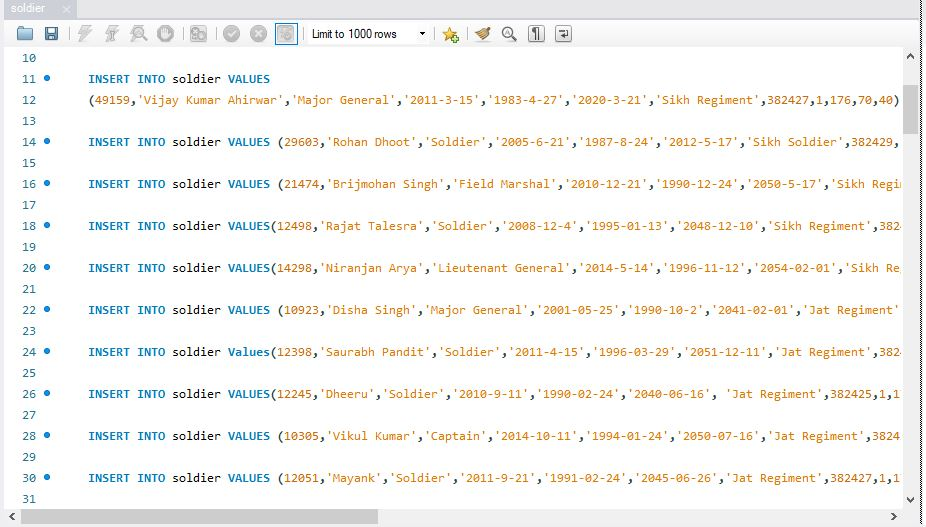 soldier
Limit to 1000 rows
10
11 INSERT INTO soldier VALUES
12 (49159,'Vijay Kumar Ahirwar','Major General','2011-3-15','1983-4-27','2020-3-21','Sikh Regiment',382427,1,176,70,40)
13
14 INSERT INTO soldier VALUES (29603,'Rohan Dhoot','Soldier','2005-6-21','1987-8-24','2012-5-17','Sikh Soldier',382429,
15
16 INSERT INTO soldier VALUES (21474,'Brijmohan Singh','Field Marshal','2010-12-21','1990-12-24','2050-5-17','Sikh Regi
17
18 INSERT INTO soldier VALUES(12498,'Rajat Talesra','Soldier','2008-12-4','1995-01-13','2048-12-10','Sikh Regiment',382
19
20 INSERT INTO soldier VALUES(14298,'Niranjan Arya','Lieutenant General','2014-5-14','1996-11-12','2054-02-01','Sikh Re
21
22 INSERT INTO soldier VALUES (10923,'Disha Singh','Major General','2001-05-25','1990-10-2','2041-02-01','Jat Regiment'
23
24 INSERT INTO soldier Values(12398,'Saurabh Pandit','Soldier','2011-4-15','1996-03-29','2051-12-11','Jat Regiment',382
25
26 INSERT INTO soldier VALUES(12245,'Dheeru','Soldier','2010-9-11','1990-02-24','2040-06-16', 'Jat Regiment',382425,1,1
27
28 INSERT INTO soldier VALUES (10305,'Vikul Kumar','Captain','2014-10-11','1994-01-24','2050-07-16','Jat Regiment',3824
29
30 INSERT INTO soldier VALUES (12051,'Mayank','Soldier','2011-9-21','1991-02-24','2045-06-26','Jat Regiment',382427,1,1
31